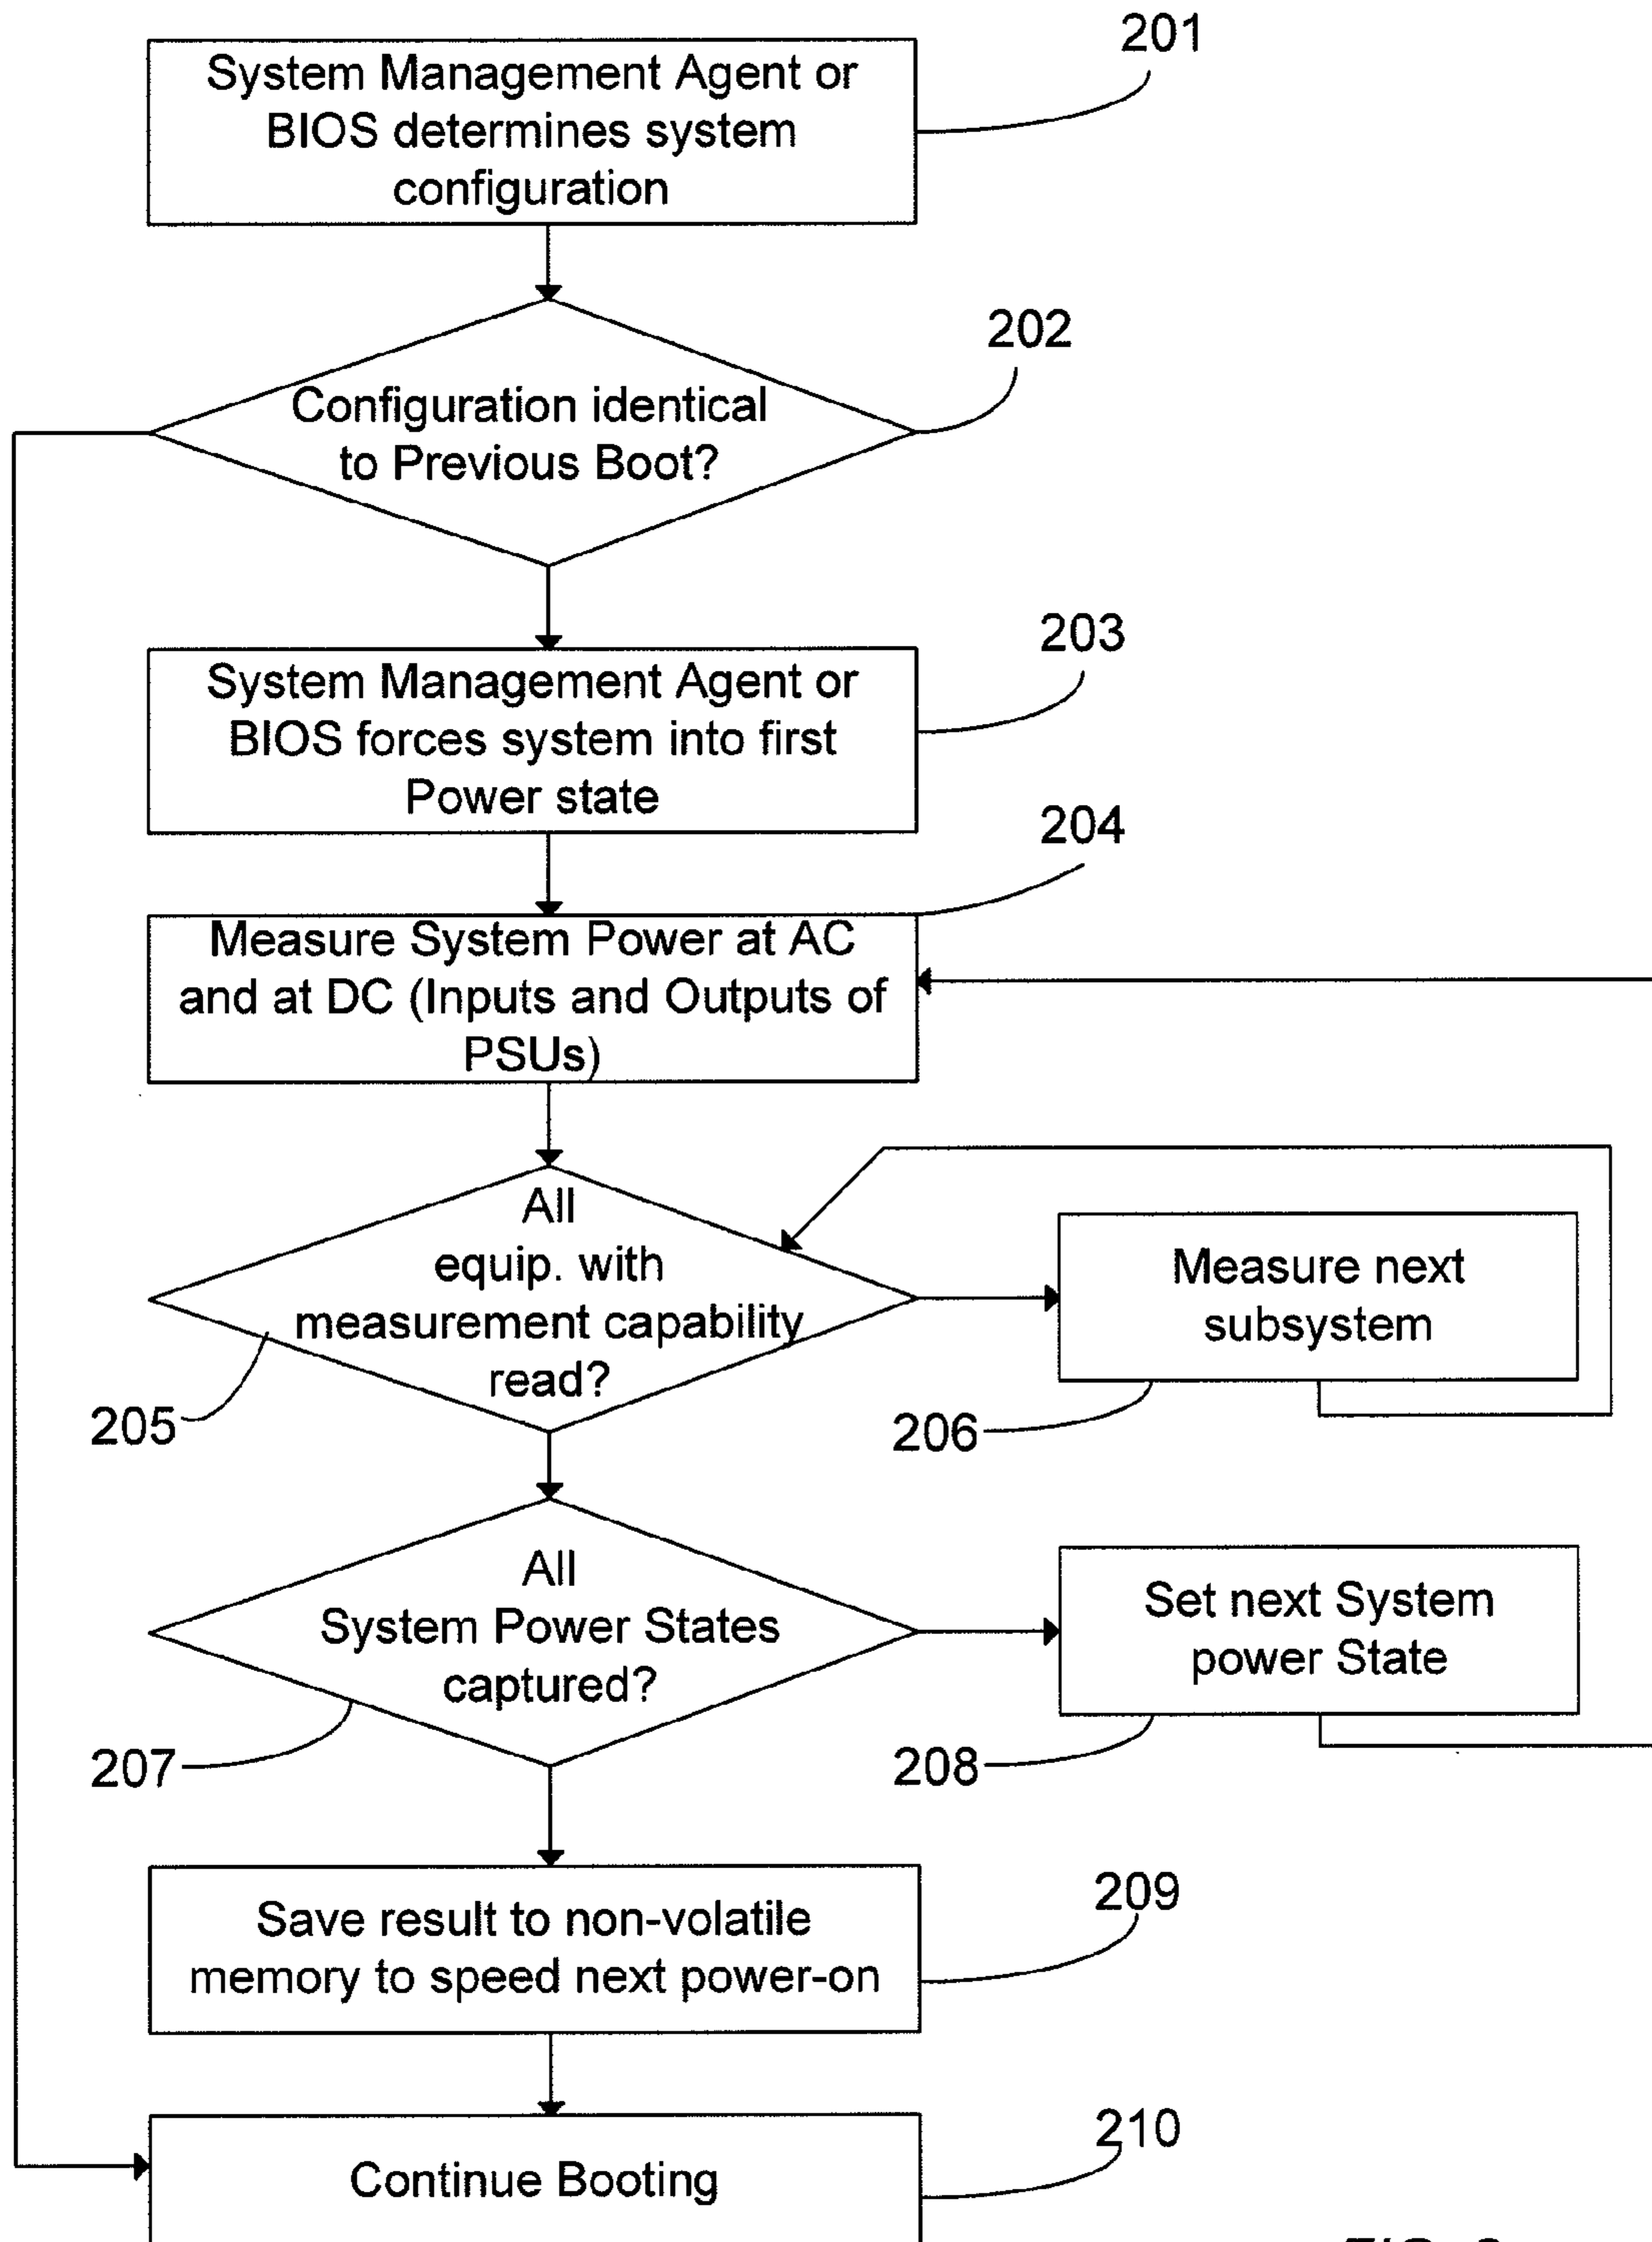 201
System Management Agent or
BIOS determines system
configuration
202
Configuration identical
to Previous Boot?
203
System Management Agent or
BIOS forces system into first
Power state
204
Measure System Power at AC
and at DC (Inputs and Outputs of
PSUs)
All
equip. with
measurement capability
read?
205
Measure next
subsystem
206
All
System Power States
captured?
207
Set next System
power State
208
209
Save result to non-volatile
memory to speed next power-on
210
Continue Booting